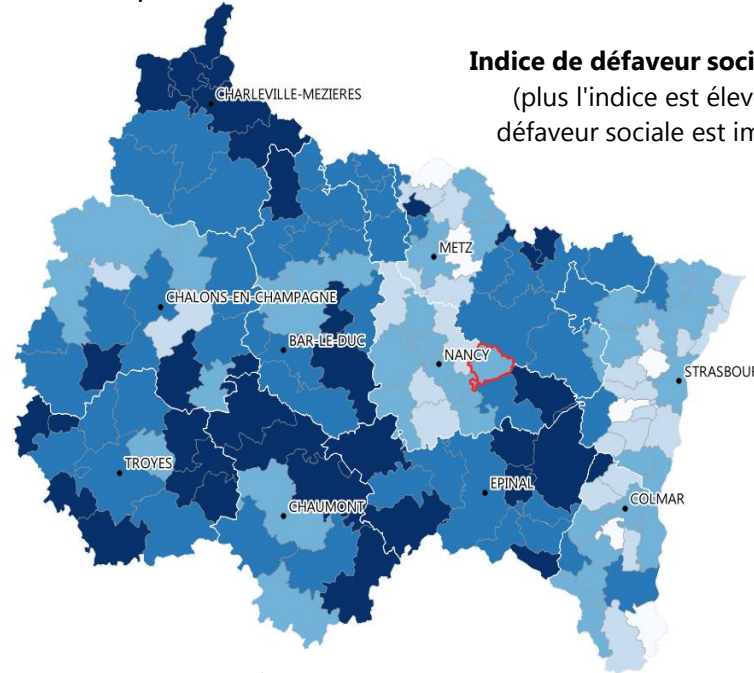 Indice de défaveur soci
(plus l'indice est élev
défaveur sociale est im
CHARLEVILLE-MEZIERES
METZ
CHALONS-EN-CHAMPAGNE
BAR-LE-DUC
NANCY
STRASBOUR
TROYES
EPINAL
CHAUMONT
COLMAR